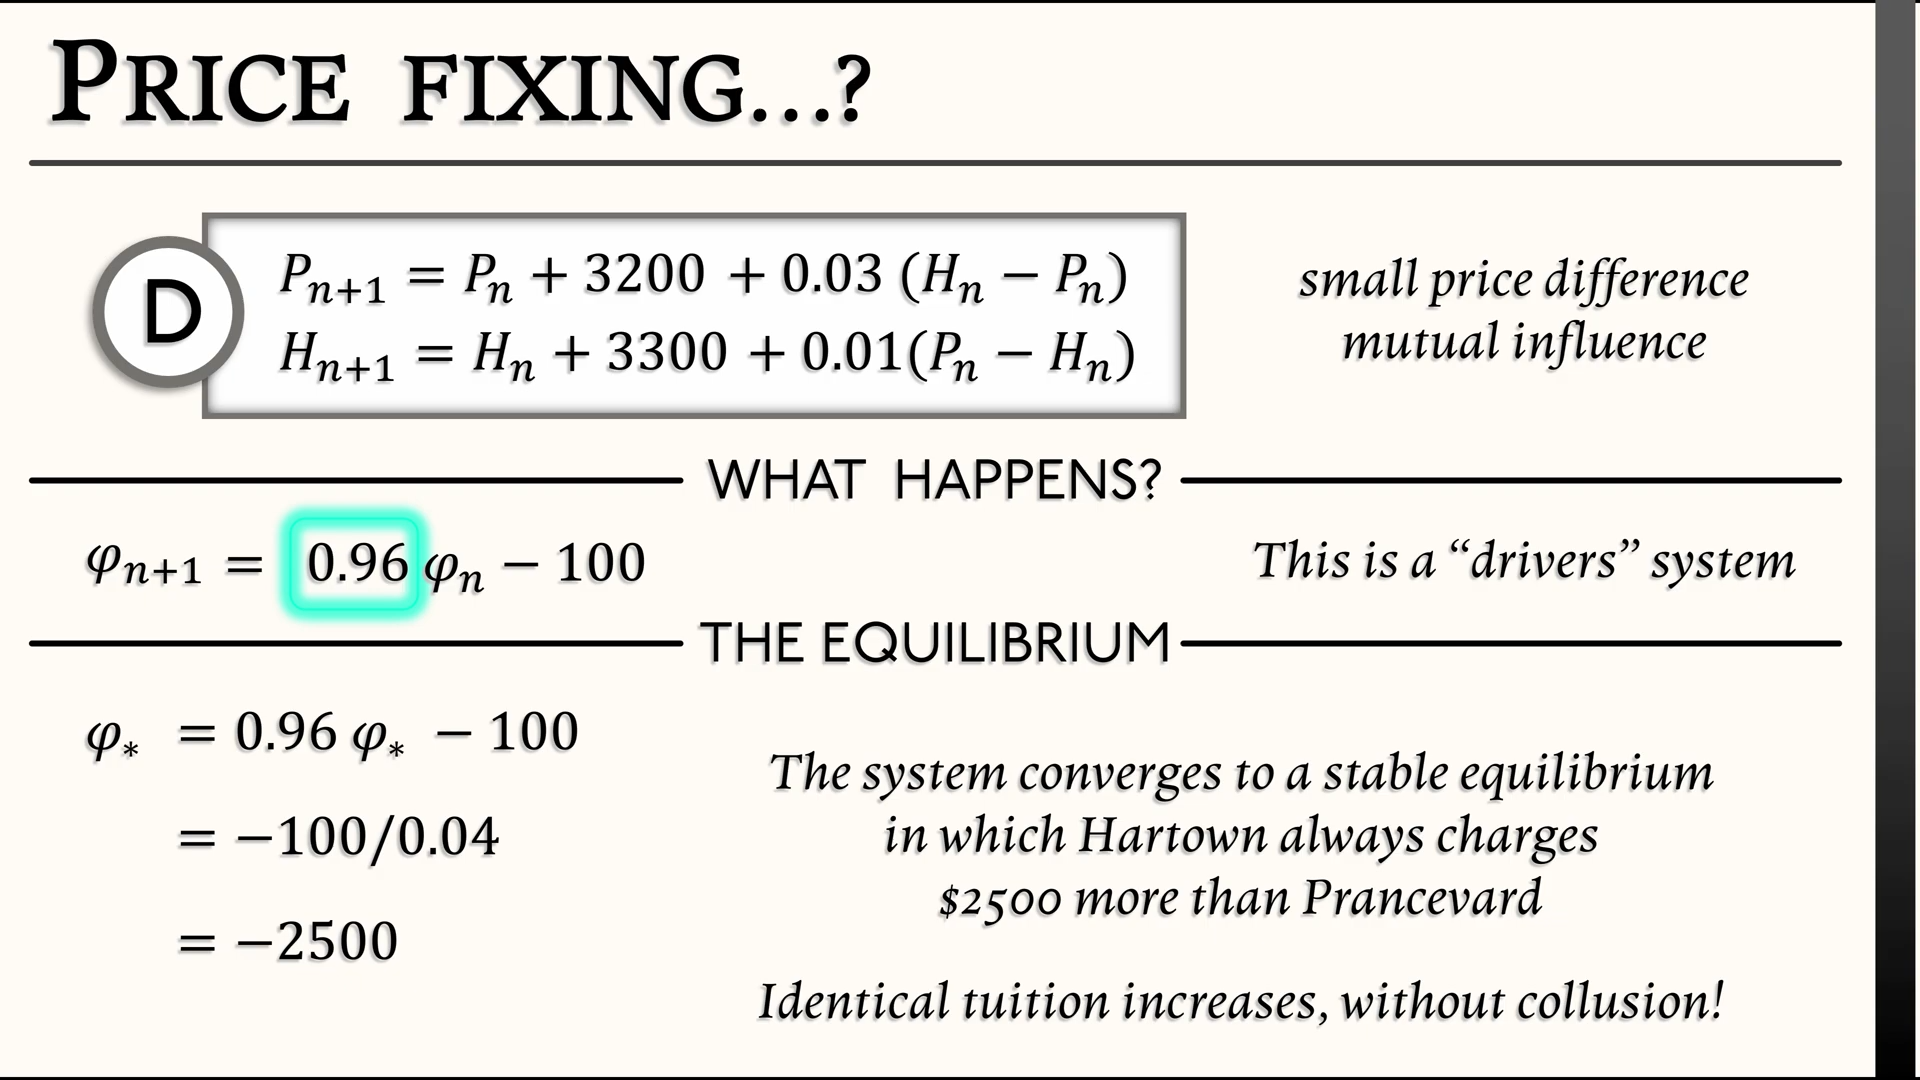 PRICE FIXING...?
D
Pₙ₊₁ = Pₙ + 3200 + 0.03 (Hₙ − Pₙ)
Hₙ₊₁ = Hₙ + 3300 + 0.01(Pₙ − Hₙ)
small price difference
mutual influence
WHAT HAPPENS?
φₙ₊₁ = 0.96 φₙ − 100
This is a “drivers” system
THE EQUILIBRIUM
φ* = 0.96 φ* − 100
= −100/0.04
= −2500
The system converges to a stable equilibrium
in which Hartown always charges
$2500 more than Prancevard
Identical tuition increases, without collusion!